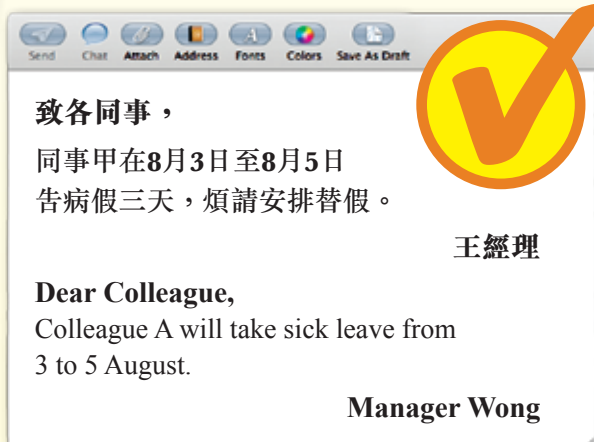 Send Chat Attach Address Fonts Colors Save As Draft
致各同事，
同事甲在8月3日至8月5日
告病假三天，煩請安排替假。
王經理
Dear Colleague,
Colleague A will take sick leave from
3 to 5 August.
Manager Wong